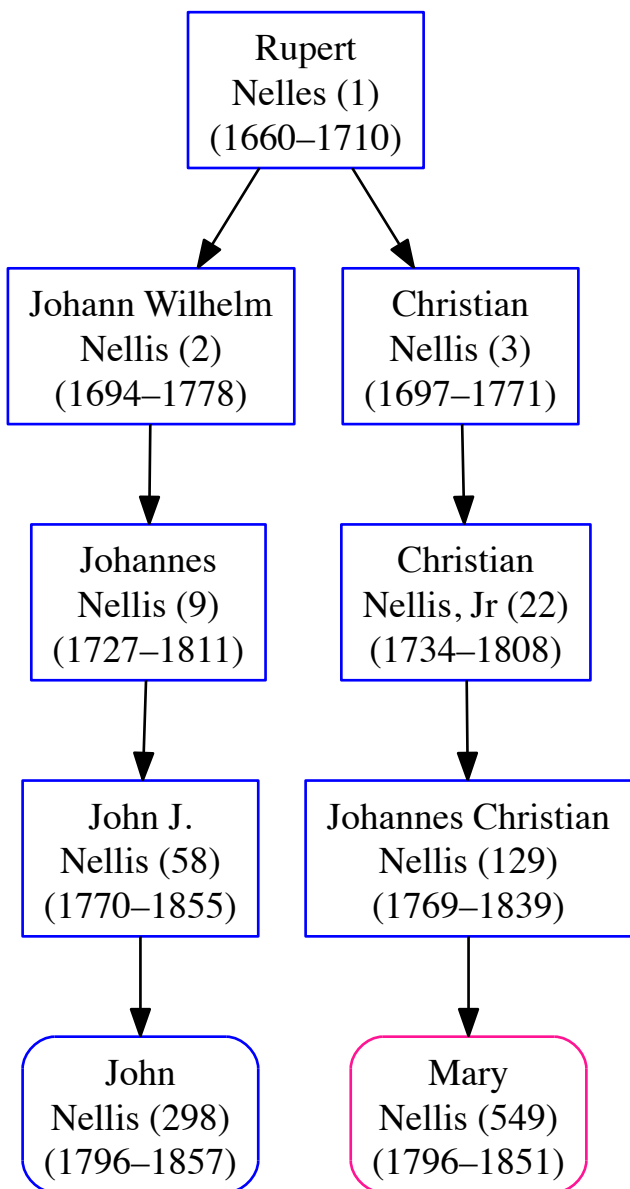 Rupert
Nelles (1)
(1660–1710)
Johann Wilhelm
Nellis (2)
(1694–1778)
Christian
Nellis (3)
(1697–1771)
Johannes
Nellis (9)
(1727–1811)
Christian
Nellis, Jr (22)
(1734–1808)
John J.
Nellis (58)
(1770–1855)
Johannes Christian
Nellis (129)
(1769–1839)
John
Nellis (298)
(1796–1857)
Mary
Nellis (549)
(1796–1851)